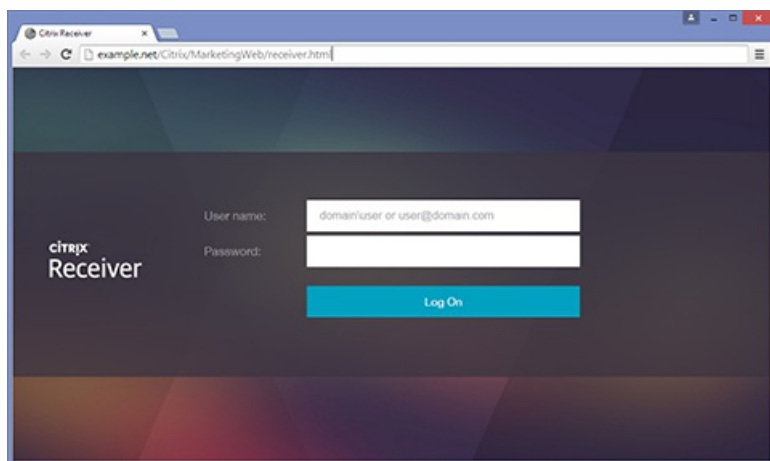 Citrix Receiver
example.net/Citrix/MarketingWeb/receiver.html
User name:
domain\user or user@domain.com
Password:
CITRIX
Receiver
Log On